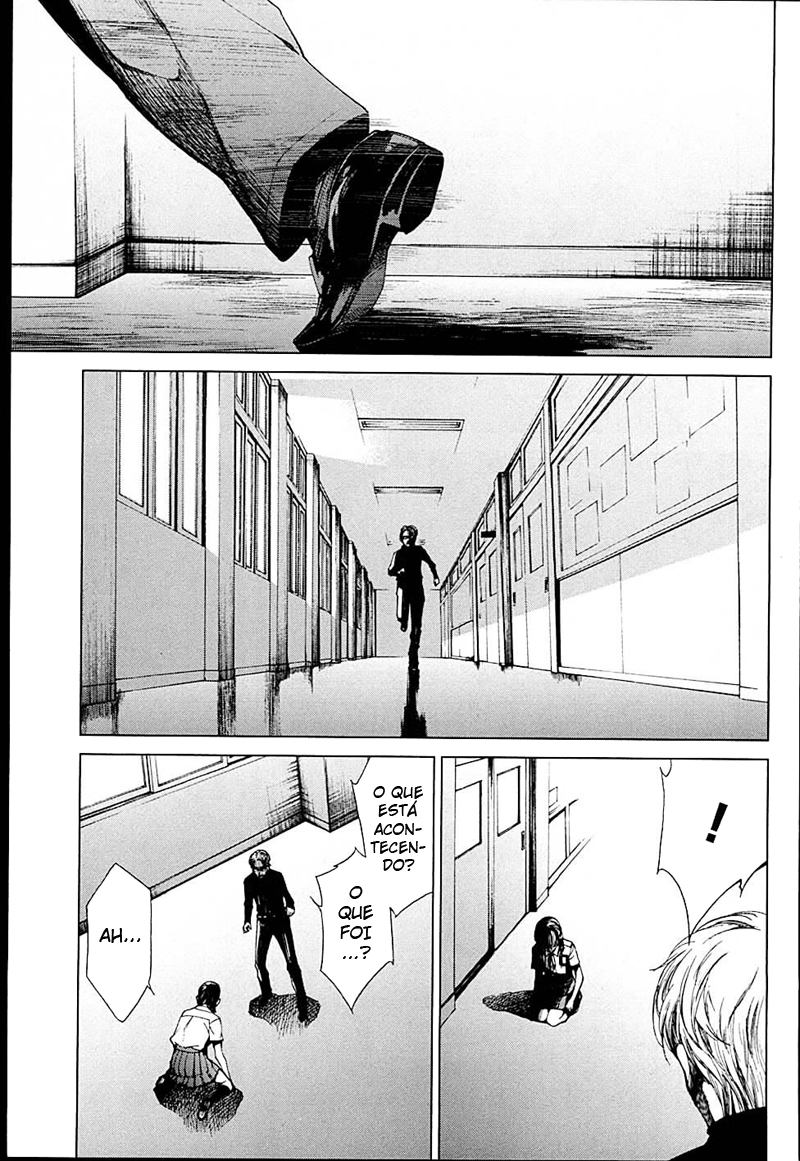 !
O QUE
ESTÁ
ACON-
TECEN-
DO?
O
QUE
FOI
...?
AH...